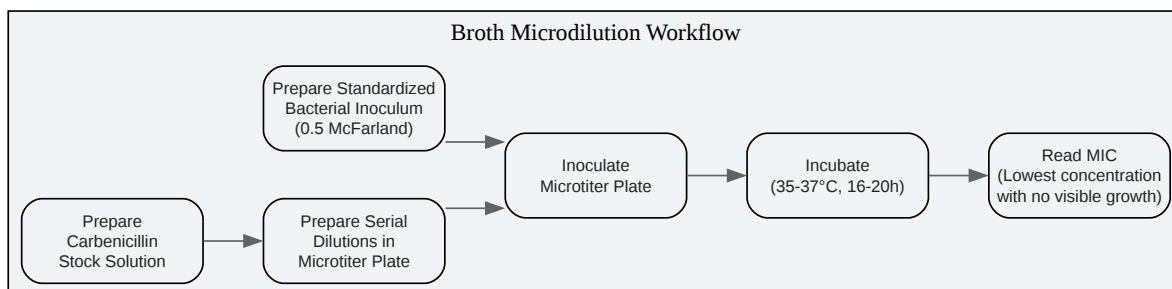 Broth Microdilution Workflow
Prepare Standardized
Bacterial Inoculum
(0.5 McFarland)
Prepare
Carbenicillin
Stock Solution
Prepare Serial
Dilutions in
Microtiter Plate
Inoculate
Microtiter Plate
Incubate
(35-37°C, 16-20h)
Read MIC
(Lowest concentration
with no visible growth)